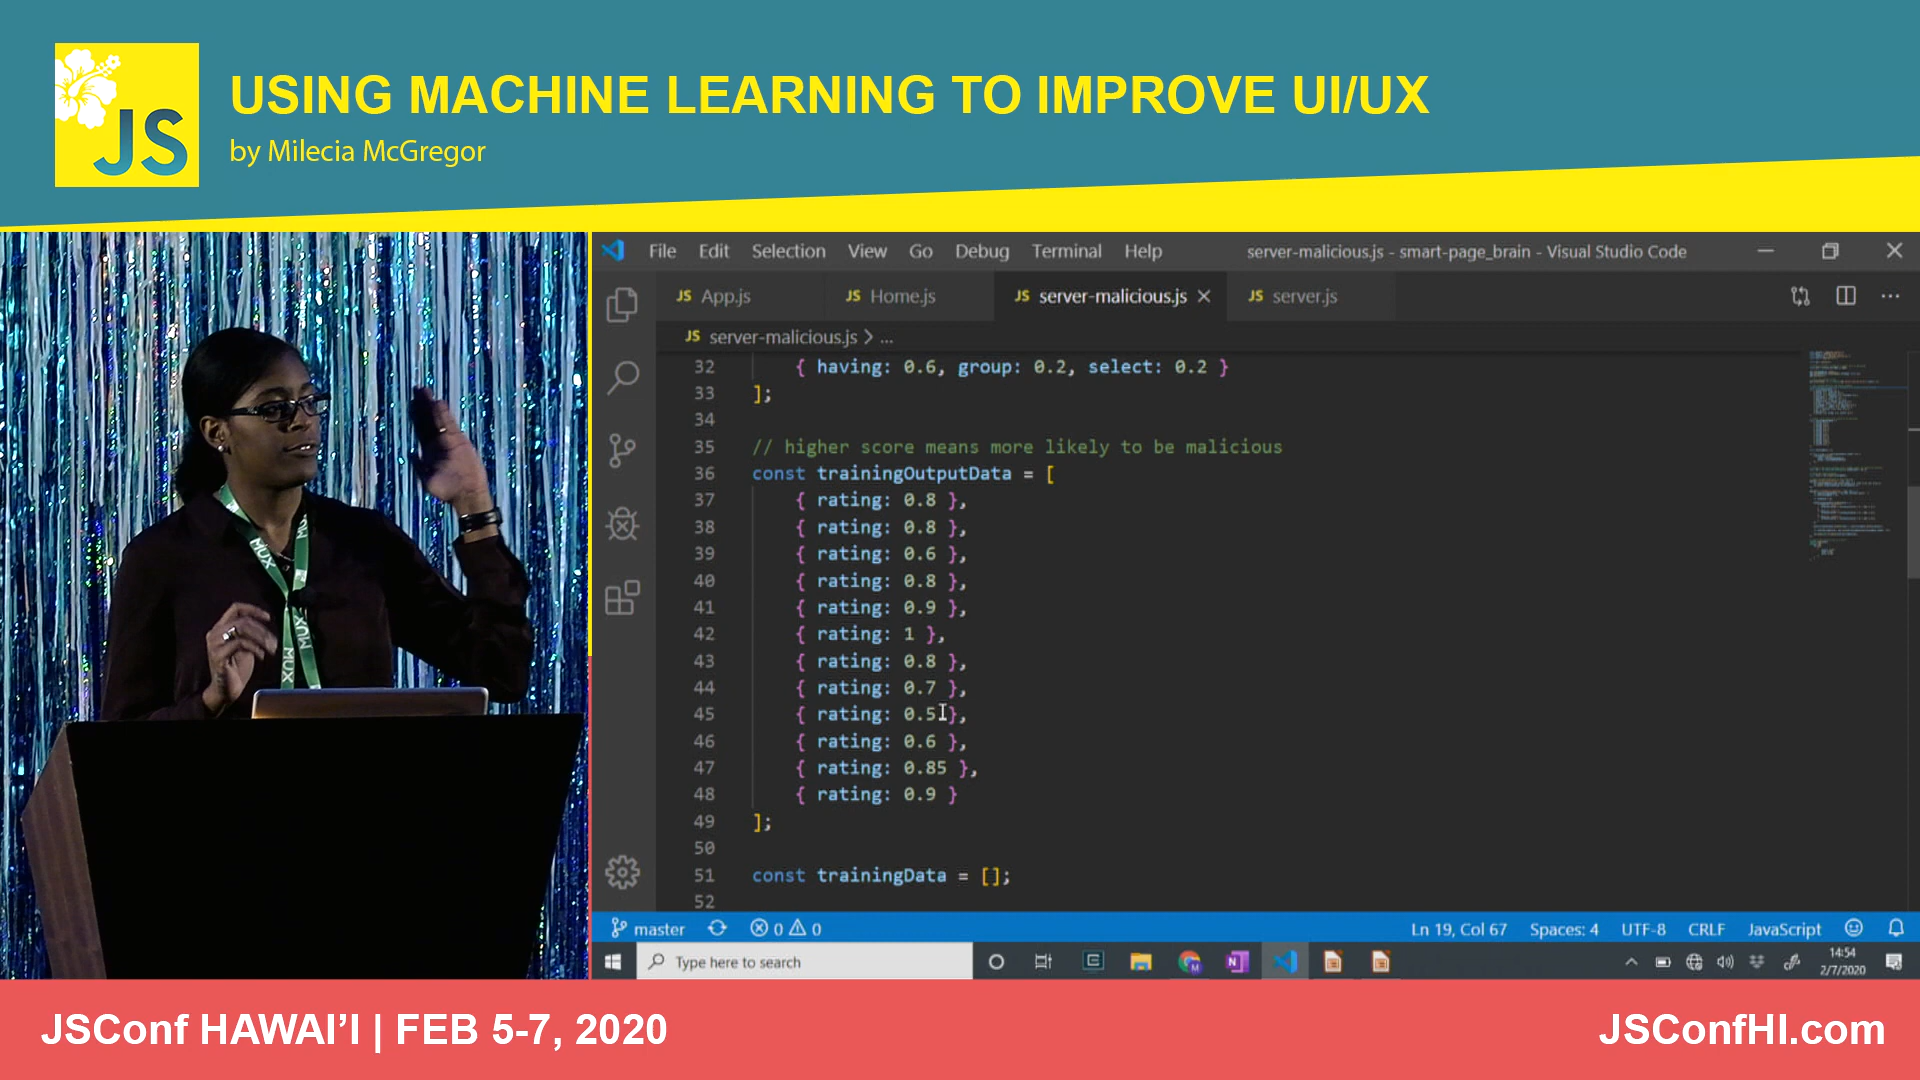 JS
USING MACHINE LEARNING TO IMPROVE UI/UX
by Milecia McGregor
File Edit Selection View Go Debug Terminal Help server-malicious.js - smart-page_brain - Visual Studio Code
JS App.js JS Home.js JS server-malicious.js JS server.js
JS server-malicious.js > ...
32 { having: 0.6, group: 0.2, select: 0.2 }
33 ];
34
35 // higher score means more likely to be malicious
36 const trainingOutputData = [
37 { rating: 0.8 },
38 { rating: 0.8 },
39 { rating: 0.6 },
40 { rating: 0.8 },
41 { rating: 0.9 },
42 { rating: 1 },
43 { rating: 0.8 },
44 { rating: 0.7 },
45 { rating: 0.5 },
46 { rating: 0.6 },
47 { rating: 0.85 },
48 { rating: 0.9 }
49 ];
50
51 const trainingData = [];
52
master 0 0 Ln 19, Col 67 Spaces: 4 UTF-8 CRLF JavaScript
Type here to search
14:54
2/7/2020
MUX
MUX
MUX
JSConf HAWAI’I | FEB 5-7, 2020
JSConfHI.com